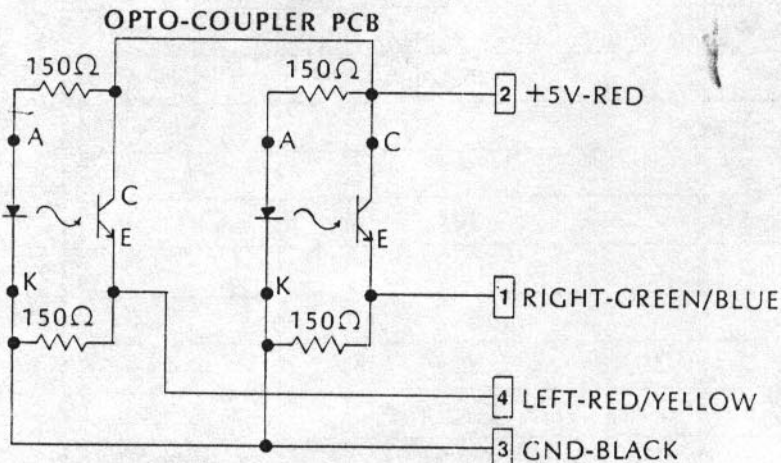 OPTO-COUPLER PCB
150Ω
150Ω
2 +5V-RED
A
A
C
C
E
E
K
K
1 RIGHT-GREEN/BLUE
150Ω
150Ω
4 LEFT-RED/YELLOW
3 GND-BLACK